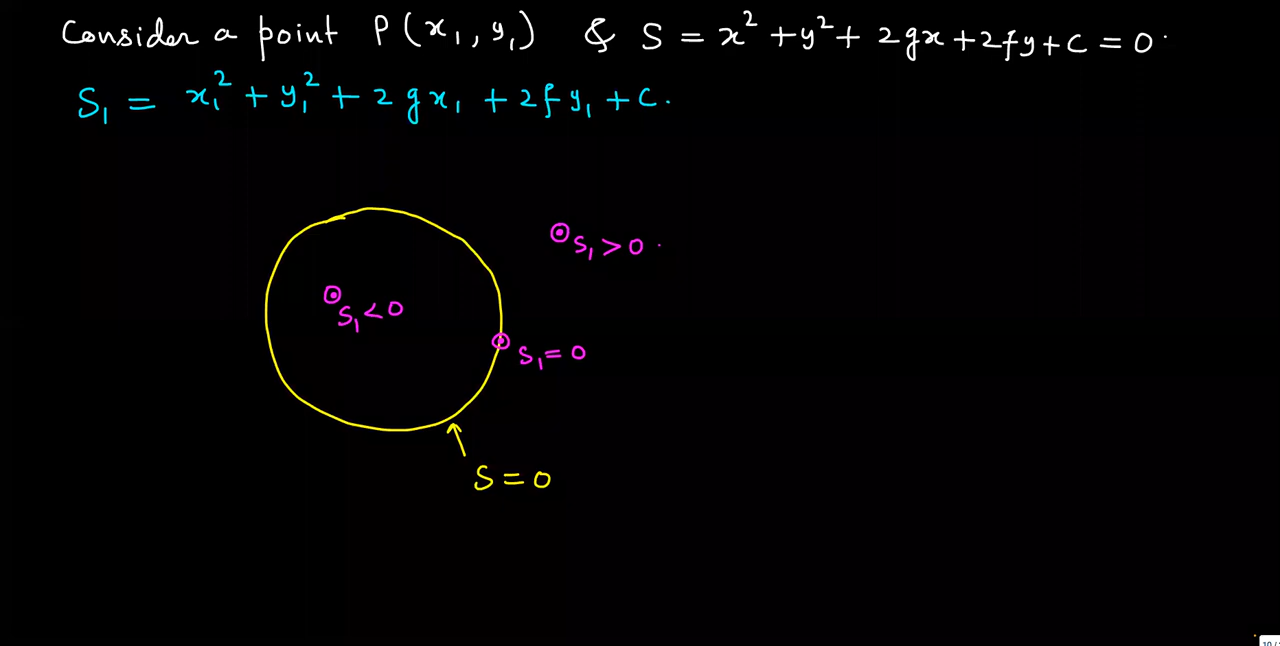 Consider a point P(x₁, y₁) & S = x² + y² + 2gx + 2fy + c = 0.
S₁ = x₁² + y₁² + 2gx₁ + 2fy₁ + c.
S₁ > 0
S₁ < 0
S₁ = 0
S = 0